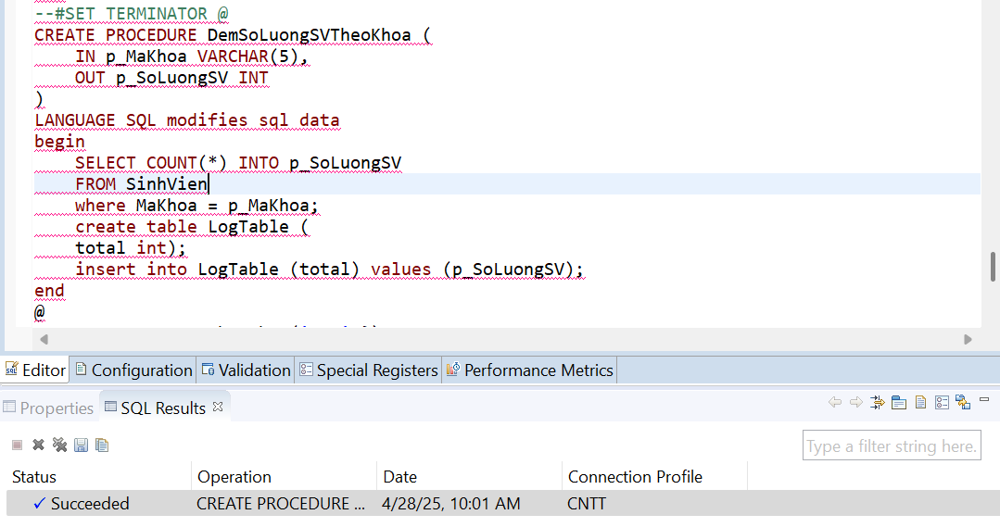 --#SET TERMINATOR @
CREATE PROCEDURE DemSoLuongSVTheoKhoa (
IN p_MaKhoa VARCHAR(5),
OUT p_SoLuongSV INT
)
LANGUAGE SQL modifies sql data
begin
SELECT COUNT(*) INTO p_SoLuongSV
FROM SinhVien
where MaKhoa = p_MaKhoa;
create table LogTable (
total int);
insert into LogTable (total) values (p_SoLuongSV);
end
@
Editor Configuration Validation Special Registers Performance Metrics
Properties SQL Results
Type a filter string here.
Status Operation Date Connection Profile
Succeeded CREATE PROCEDURE ... 4/28/25, 10:01 AM CNTT